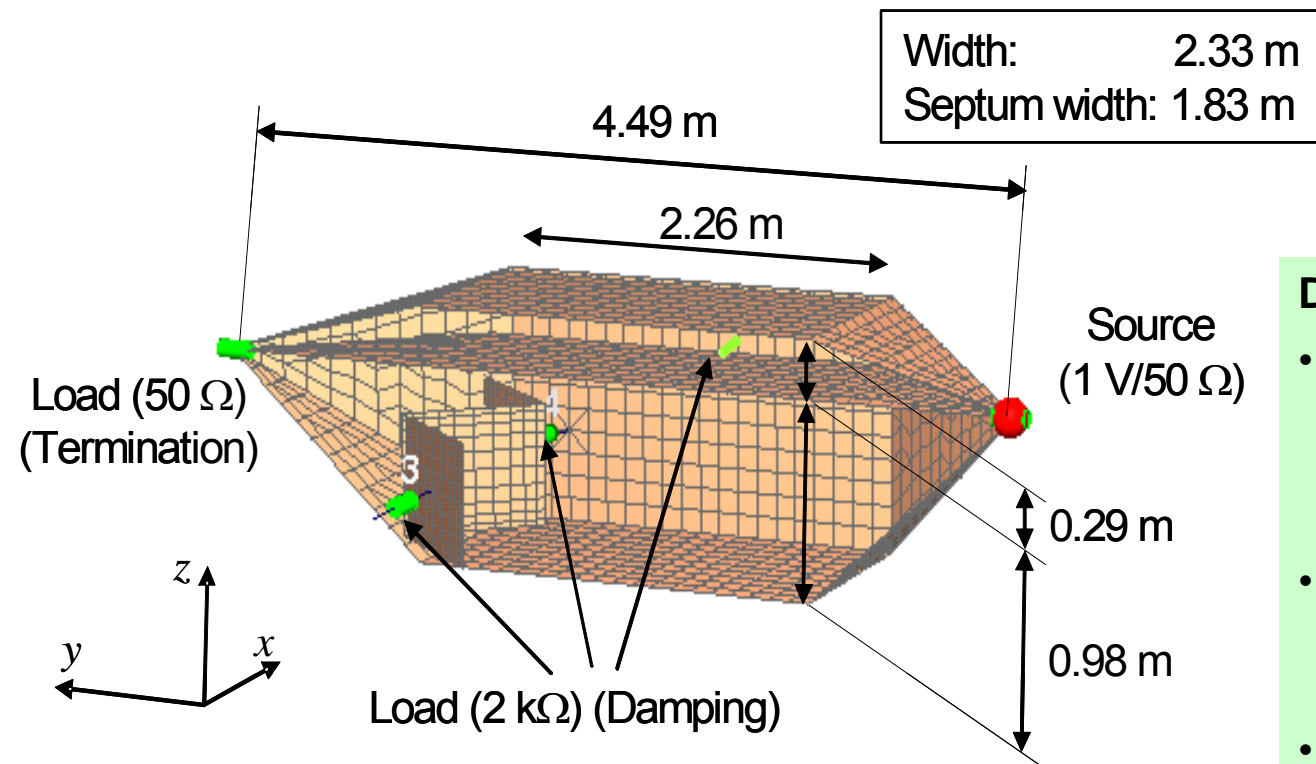 Width: 2.33 m
Septum width: 1.83 m
4.49 m
2.26 m
Source
(1 V/50 Ω)
Load (50 Ω)
(Termination)
4
3
0.29 m
0.98 m
z
y
x
Load (2 kΩ) (Damping)
D
•
•
•